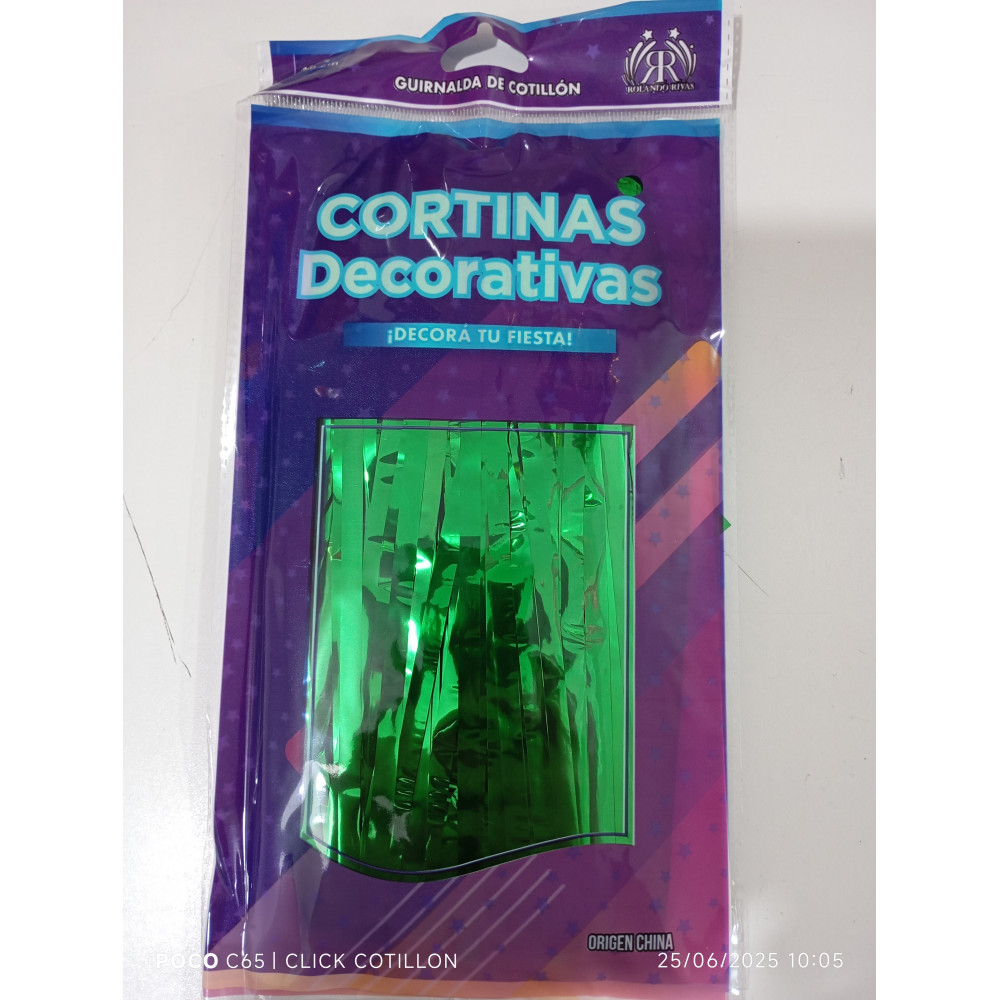 GUIRNALDA DE COTILLÓN
RR
ROLANDO RIVAS
CORTINAS
Decorativas
¡DECORÁ TU FIESTA!
ORIGEN CHINA
POCO C65 | CLICK COTILLON
25/06/2025 10:05